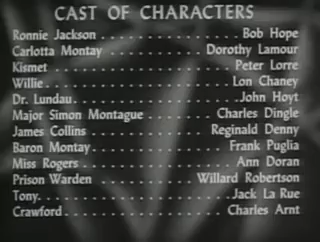 CAST OF CHARACTERS
Ronnie Jackson . . . . . . . . . . . . . . . . Bob Hope
Carlotta Montay . . . . . . . . . . . Dorothy Lamour
Kismet . . . . . . . . . . . . . . . . . . . . Peter Lorre
Willie . . . . . . . . . . . . . . . . . . . . . Lon Chaney
Dr. Lundau . . . . . . . . . . . . . . . . . . John Hoyt
Major Simon Montague . . . . . . . Charles Dingle
James Collins . . . . . . . . . . . . . Reginald Denny
Baron Montay . . . . . . . . . . . . . . . Frank Puglia
Miss Rogers . . . . . . . . . . . . . . . . . Ann Doran
Prison Warden . . . . . . . . . . . Willard Robertson
Tony . . . . . . . . . . . . . . . . . . . . . Jack La Rue
Crawford . . . . . . . . . . . . . . . . . Charles Arnt